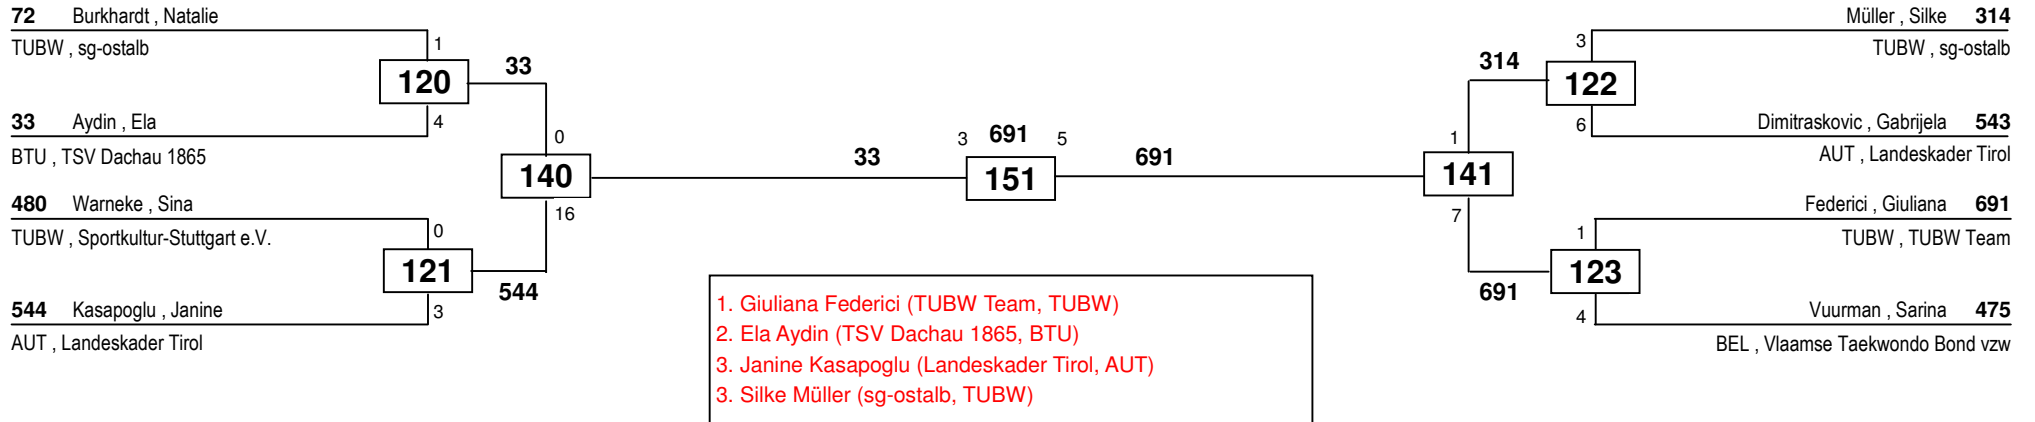 72 Burkhardt , Natalie
TUBW , sg-ostalb
1
120
33
4
33 Aydin , Ela
BTU , TSV Dachau 1865
0
140
16
480 Warneke , Sina
TUBW , Sportkultur-Stuttgart e.V.
0
121
544
3
544 Kasapoglu , Janine
AUT , Landeskader Tirol
33
3 691 5
151
691
Müller , Silke 314
TUBW , sg-ostalb
3
314
122
6
Dimitraskovic , Gabrijela 543
AUT , Landeskader Tirol
1
141
7
Federici , Giuliana 691
TUBW , TUBW Team
1
123
691
4
Vuurman , Sarina 475
BEL , Vlaamse Taekwondo Bond vzw
1. Giuliana Federici (TUBW Team, TUBW)
2. Ela Aydin (TSV Dachau 1865, BTU)
3. Janine Kasapoglu (Landeskader Tirol, AUT)
3. Silke Müller (sg-ostalb, TUBW)